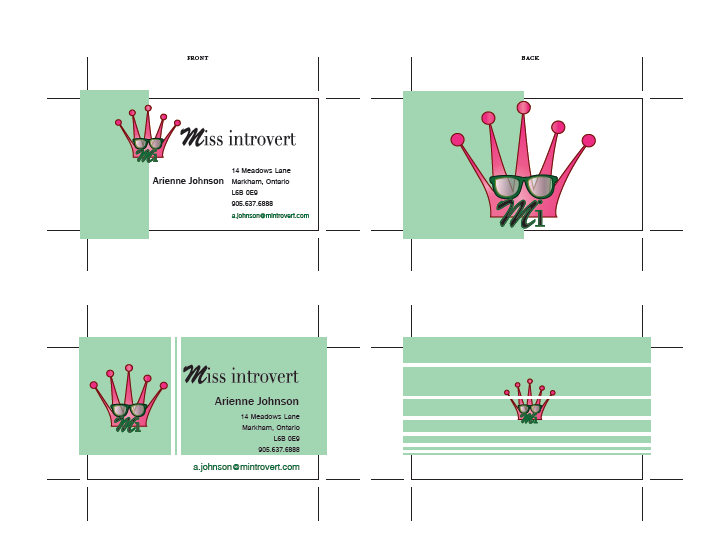 FRONT
BACK
Miss introvert
Mi
Arienne Johnson
14 Meadows Lane
Markham, Ontario
L6B 0E9
905.637.6888
a.johnson@mintrovert.com
Mi
Miss introvert
Arienne Johnson
14 Meadows Lane
Markham, Ontario
L6B 0E9
905.637.6888
a.johnson@mintrovert.com
Mi
Mi